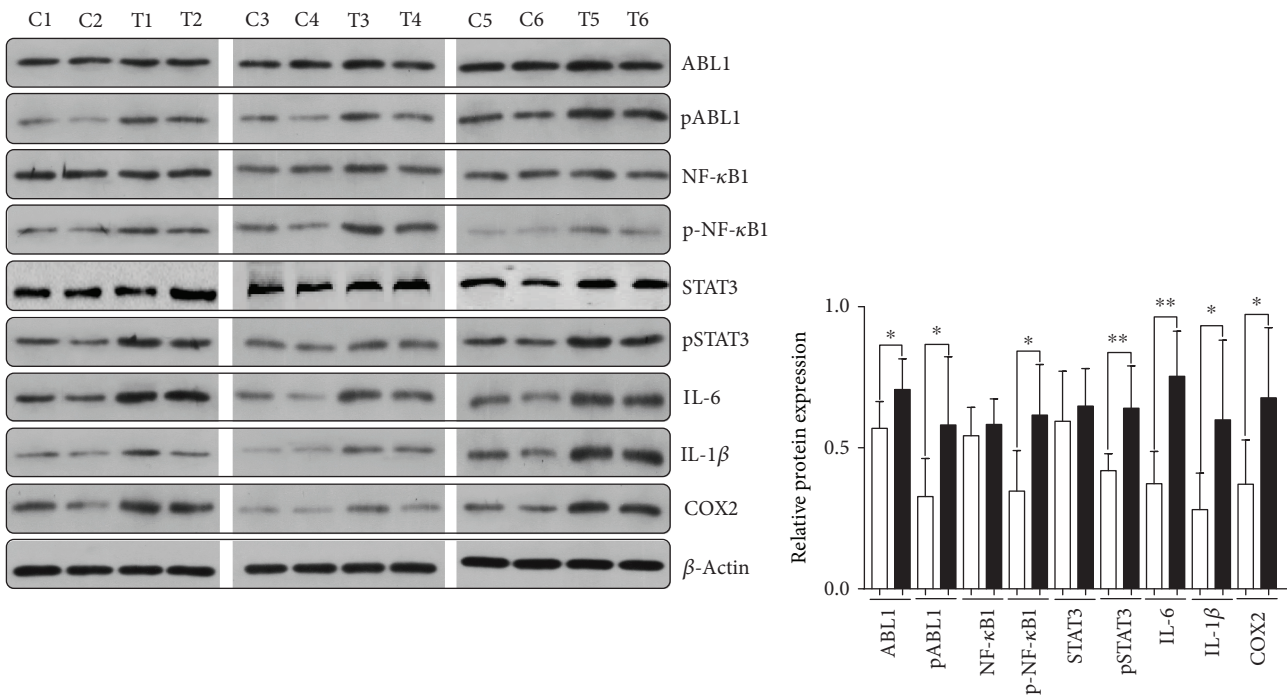 C1 C2 T1 T2 C3 C4 T3 T4 C5 C6 T5 T6
ABL1
pABL1
NF-κB1
p-NF-κB1
STAT3
pSTAT3
IL-6
IL-1β
COX2
β-Actin
Relative protein expression
1.0
0.5
0.0
* * * ** ** * *
ABL1
pABL1
NF-κB1
p-NF-κB1
STAT3
pSTAT3
IL-6
IL-1β
COX2